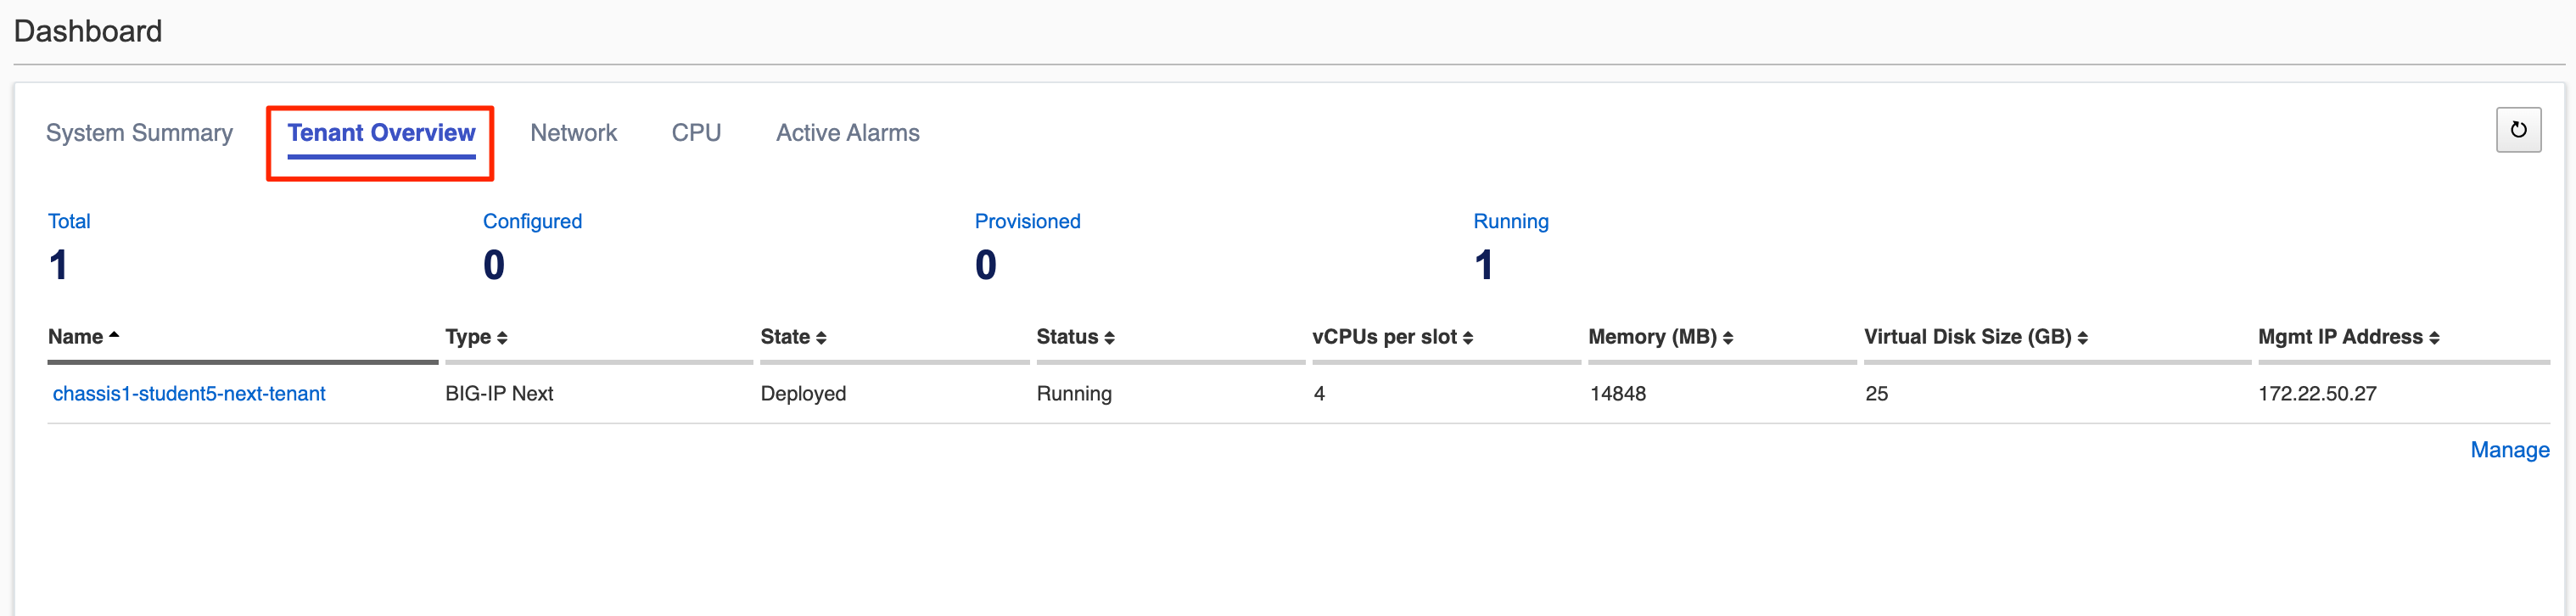 Dashboard
System Summary Tenant Overview Network CPU Active Alarms
Total Configured Provisioned Running
1 0 0 1
Name Type State Status vCPUs per slot Memory (MB) Virtual Disk Size (GB) Mgmt IP Address
chassis1-student5-next-tenant BIG-IP Next Deployed Running 4 14848 25 172.22.50.27
Manage